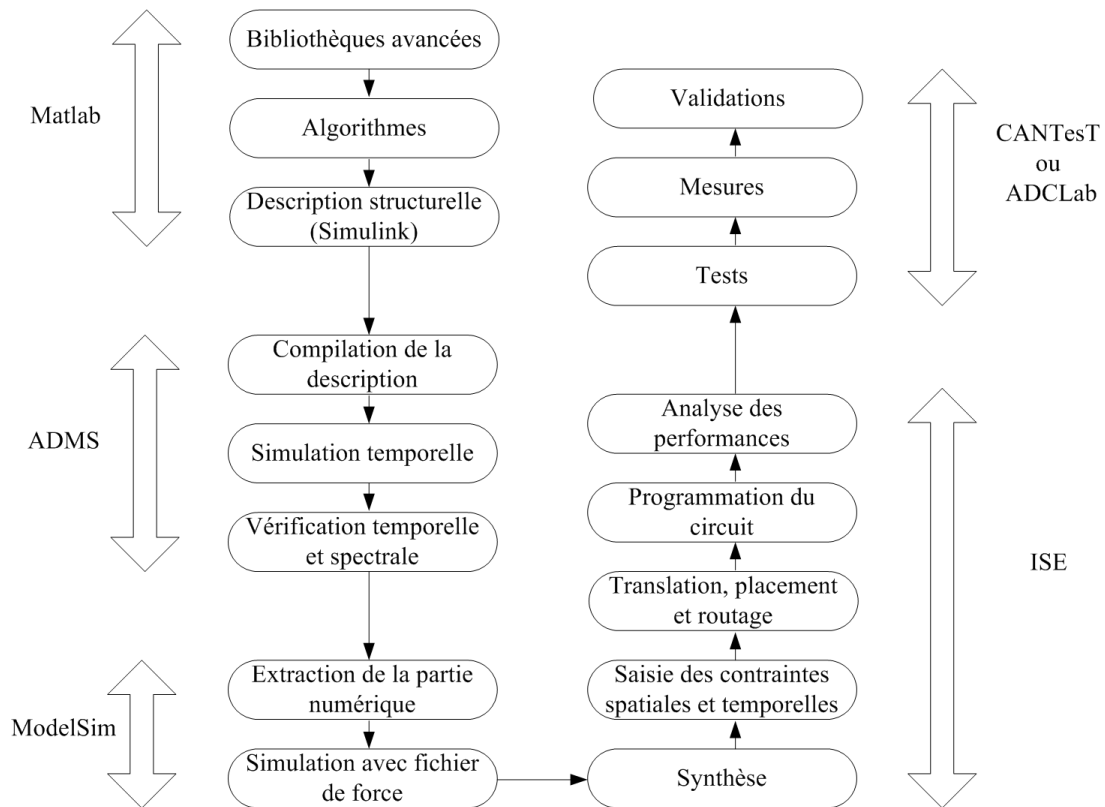 Matlab
Bibliothèques avancées
Algorithmes
Description structurelle
(Simulink)
ADMS
Compilation de la
description
Simulation temporelle
Vérification temporelle
et spectrale
ModelSim
Extraction de la partie
numérique
Simulation avec fichier
de force
Validations
Mesures
Tests
CANTesT
ou
ADCLab
Analyse des
performances
Programmation du
circuit
Translation, placement
et routage
Saisie des contraintes
spatiales et temporelles
Synthèse
ISE